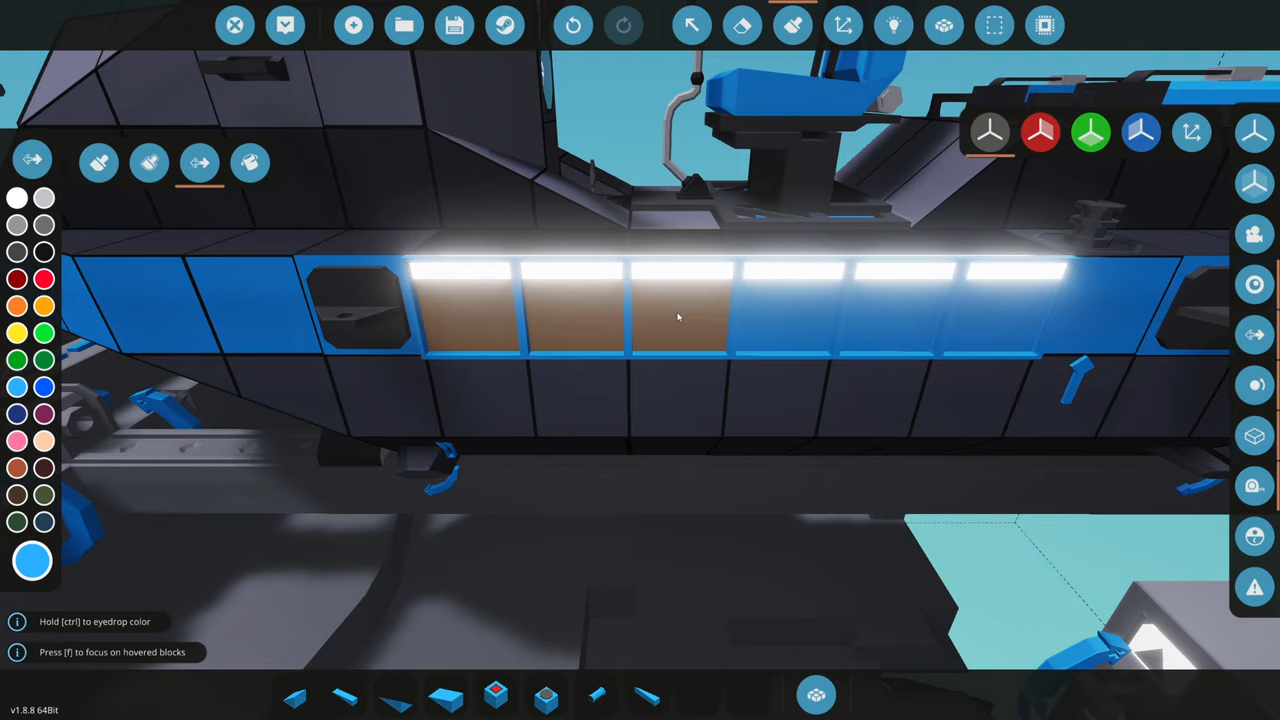 Hold [ctrl] to eyedrop color
Press [f] to focus on hovered blocks
v1.8.8 64Bit